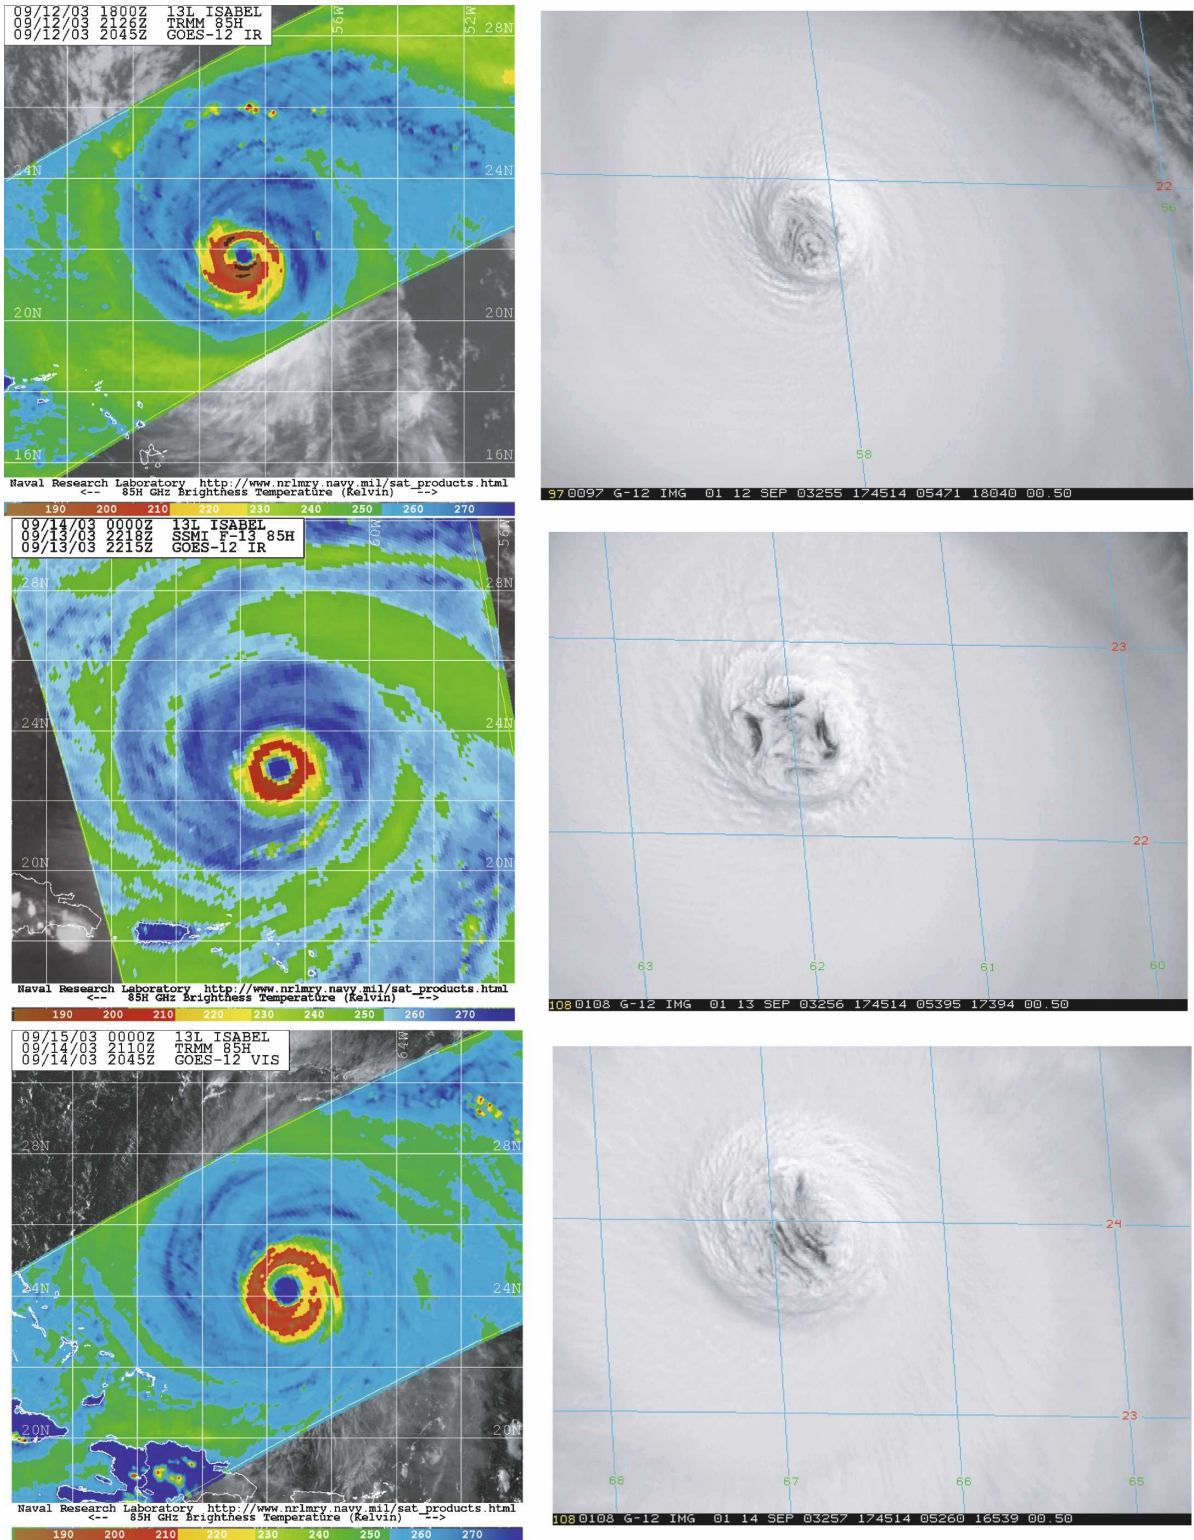 09/12/03 1800Z 13L ISABEL
09/12/03 2126Z TRMM 85H
09/12/03 2045Z GOES-12 IR
56W
52W
28N
24N
24N
20N
20N
16N
16N
Naval Research Laboratory http://www.nrlmry.navy.mil/sat_products.html
<-- 85H GHz Brightness Temperature (Kelvin) -->
190 200 210 220 230 240 250 260 270
22
56
58
97 0097 G-12 IMG 01 12 SEP 03255 174514 05471 18040 00.50
09/14/03 0000Z 13L ISABEL
09/13/03 2218Z SSMI F-13 85H
09/13/03 2215Z GOES-12 IR
60W
56W
28N
28N
24N
24N
20N
20N
Naval Research Laboratory http://www.nrlmry.navy.mil/sat_products.html
<-- 85H GHz Brightness Temperature (Kelvin) -->
190 200 210 220 230 240 250 260 270
23
22
63 62 61 60
108 0108 G-12 IMG 01 13 SEP 03256 174514 05395 17394 00.50
09/15/03 0000Z 13L ISABEL
09/14/03 2110Z TRMM 85H
09/14/03 2045Z GOES-12 VIS
64W
28N
28N
24N
24N
20N
20N
Naval Research Laboratory http://www.nrlmry.navy.mil/sat_products.html
<-- 85H GHz Brightness Temperature (Kelvin) -->
190 200 210 220 230 240 250 260 270
24
23
68 67 66 65
108 0108 G-12 IMG 01 14 SEP 03257 174514 05260 16539 00.50